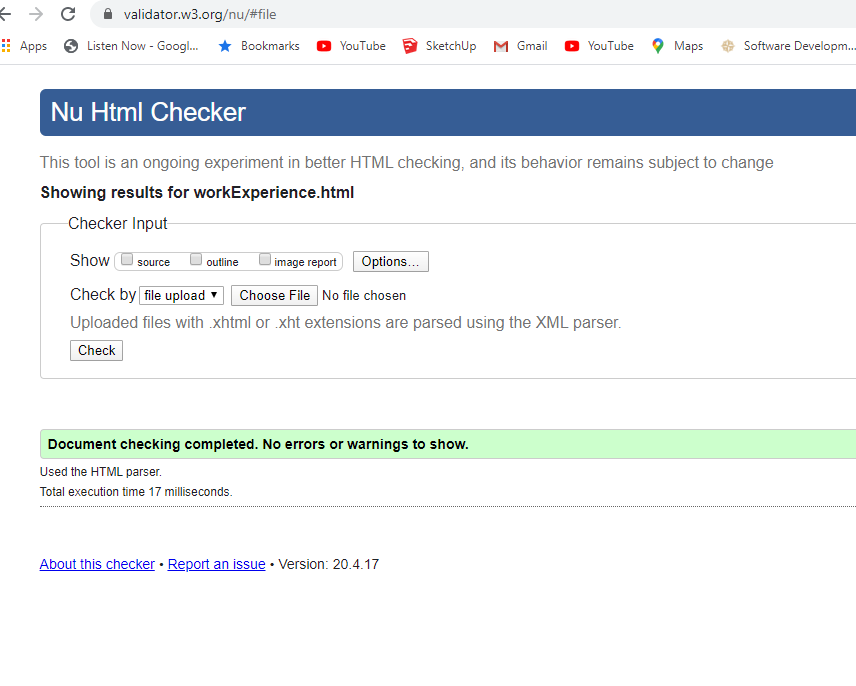 validator.w3.org/nu/#file
Apps Listen Now - Googl... Bookmarks YouTube SketchUp Gmail YouTube Maps Software Developm...
Nu Html Checker
This tool is an ongoing experiment in better HTML checking, and its behavior remains subject to change
Showing results for workExperience.html
Checker Input
Show source outline image report Options...
Check by file upload Choose File No file chosen
Uploaded files with .xhtml or .xht extensions are parsed using the XML parser.
Check
Document checking completed. No errors or warnings to show.
Used the HTML parser.
Total execution time 17 milliseconds.
About this checker • Report an issue • Version: 20.4.17